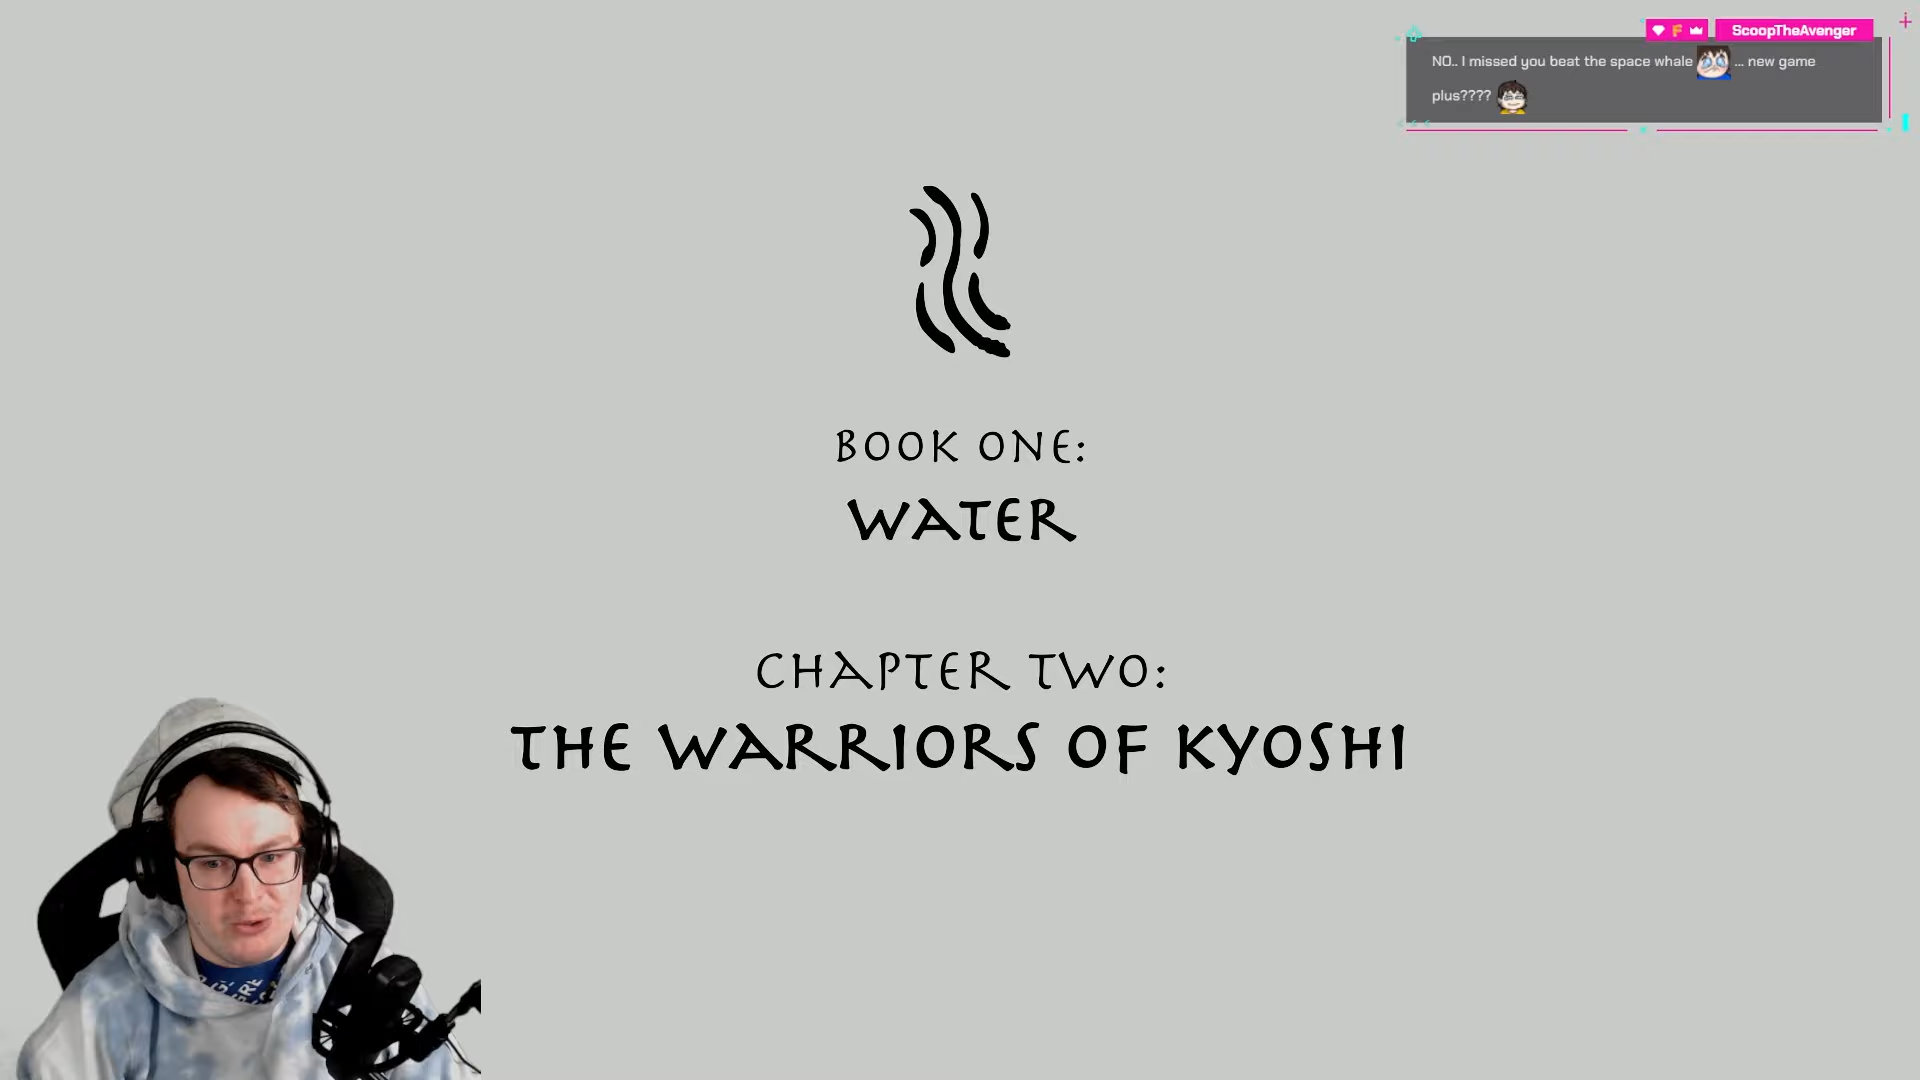 ScoopTheAvenger
NO.. I missed you beat the space whale ... new game
plus????
BOOK ONE:
WATER
CHAPTER TWO:
THE WARRIORS OF KYOSHI